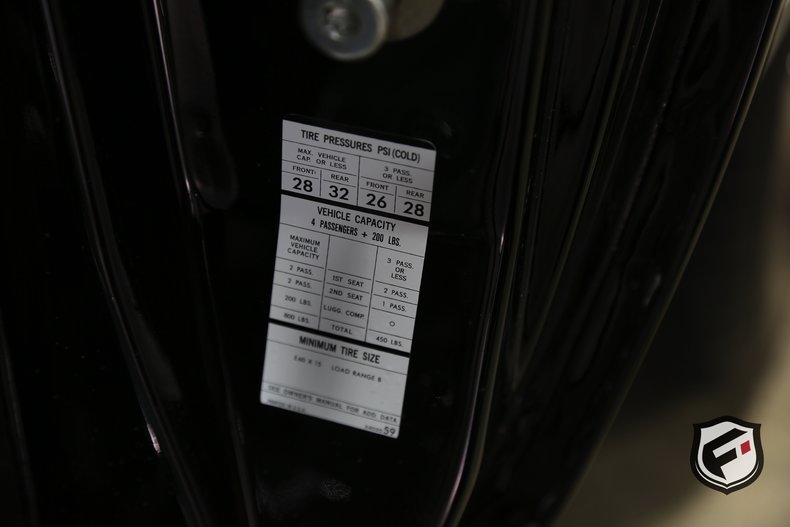 TIRE PRESSURES PSI (COLD)
MAX. VEHICLE CAP. OR LESS
3 PASS. OR LESS
FRONT: REAR FRONT REAR
28 32 26 28
VEHICLE CAPACITY
4 PASSENGERS + 200 LBS.
MAXIMUM VEHICLE CAPACITY
3 PASS. OR LESS
2 PASS. 1ST SEAT 2 PASS.
2 PASS. 2ND SEAT 1 PASS.
200 LBS. LUGG. COMP. O
800 LBS. TOTAL 450 LBS.
MINIMUM TIRE SIZE
E60 X 15 LOAD RANGE B
SEE OWNER'S MANUAL FOR ADD. DATA
59